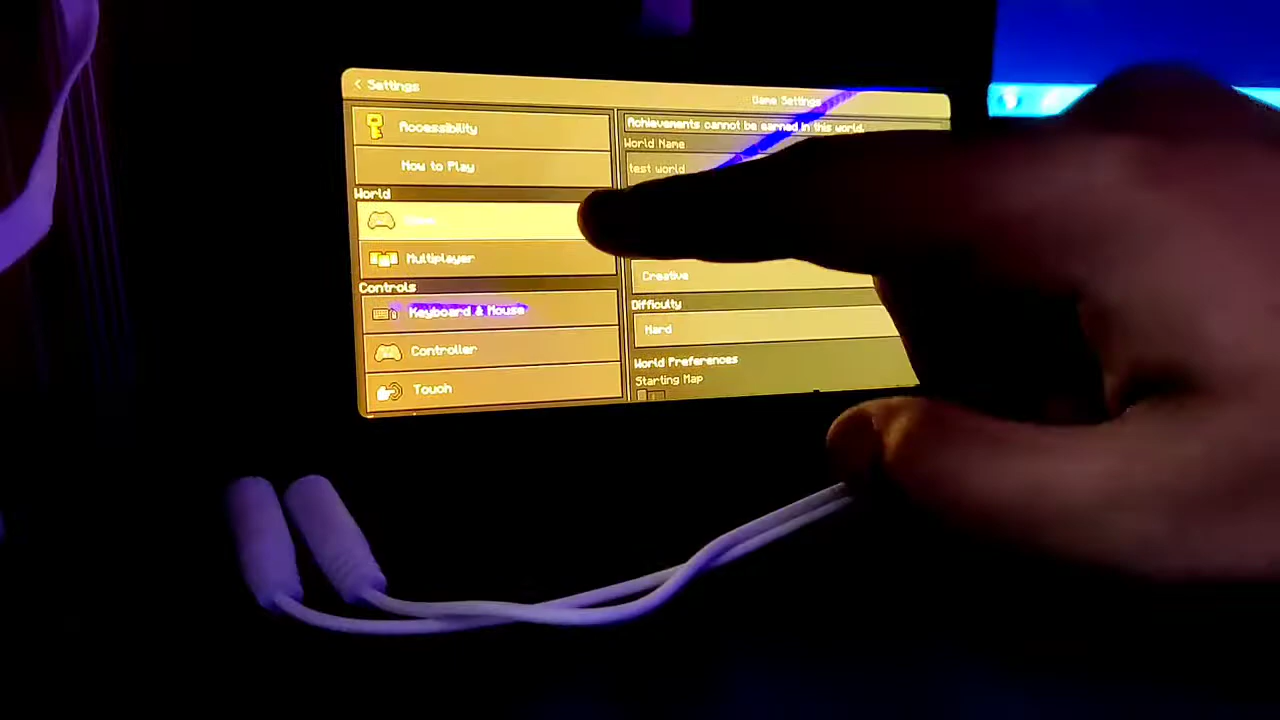 Settings
Game Settings
Accessibility
How to Play
World
Multiplayer
Controls
Keyboard & Mouse
Controller
Touch
Achievements cannot be earned in this world.
World Name
test world
Creative
Difficulty
Hard
World Preferences
Starting Map